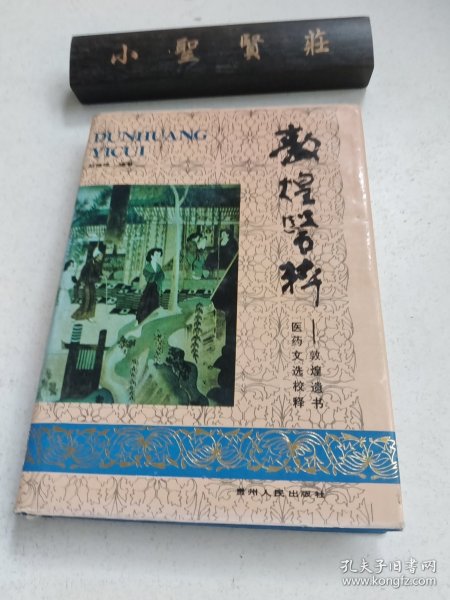 小聖賢莊
DUNHUANG
YICUI
敦煌醫粹
——敦煌遗书
医药文选校释
贵州人民出版社
孔夫子旧书网
www.kongfz.com